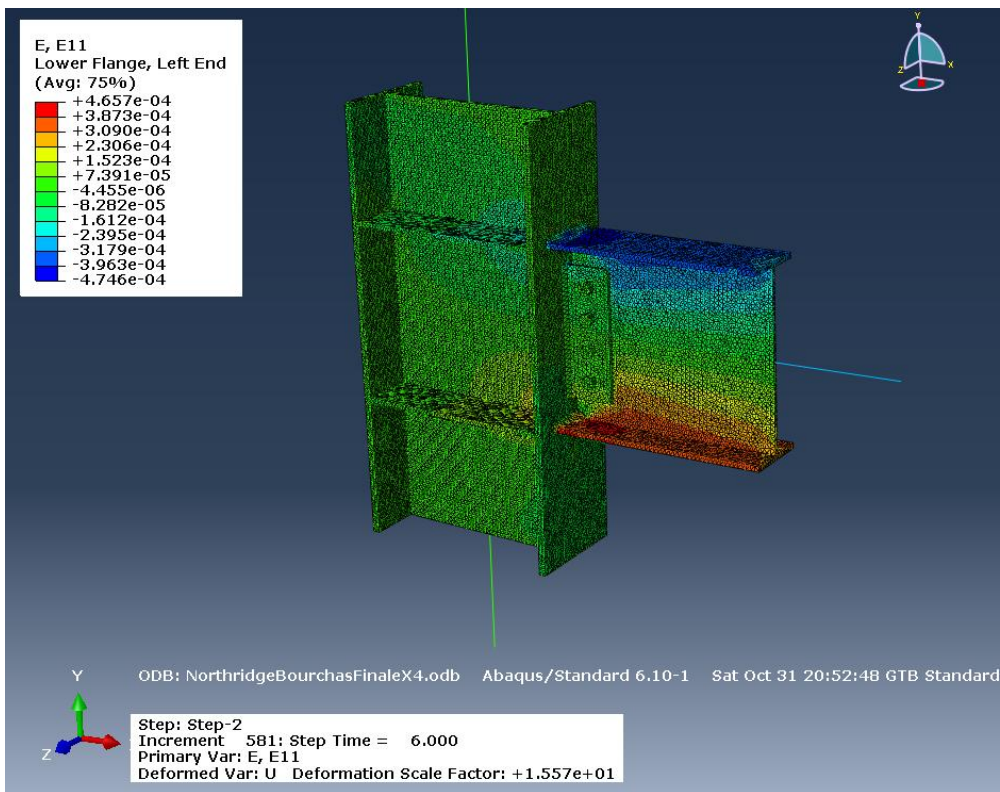 E, E11
Lower Flange, Left End
(Avg: 75%)
+4.657e-04
+3.873e-04
+3.090e-04
+2.306e-04
+1.523e-04
+7.391e-05
-4.455e-06
-8.282e-05
-1.612e-04
-2.395e-04
-3.179e-04
-3.963e-04
-4.746e-04
Y
Z X
Y
Z
ODB: NorthridgeBourchasFinaleX4.odb Abaqus/Standard 6.10-1 Sat Oct 31 20:52:48 GTB Standard
Step: Step-2
Increment 581: Step Time = 6.000
Primary Var: E, E11
Deformed Var: U Deformation Scale Factor: +1.557e+01